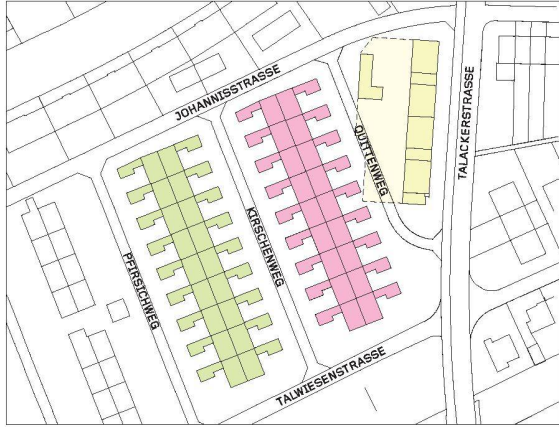 JOHANNISSTRASSE
TALACKERSTRASSE
QUITTENWEG
KIRSCHENWEG
PFIRSICHWEG
TALWIESENSTRASSE